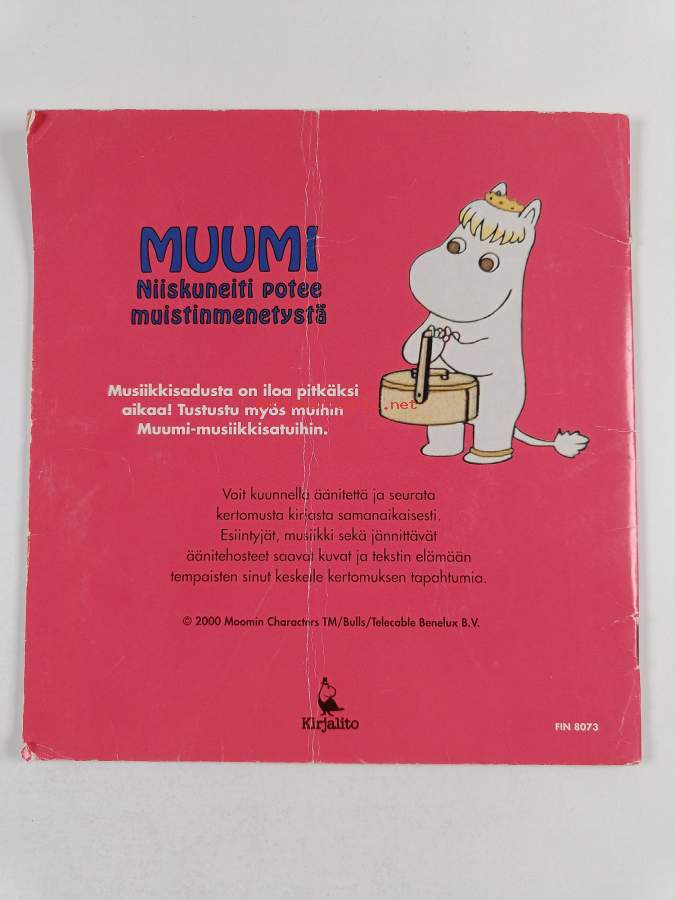 MUUMI
Niiskuneiti potee
muistinmenetystä
Musiikkisadusta on iloa pitkäksi
aikaa! Tustustu myös muihin
.net
Muumi-musiikkisatuihin.
Voit kuunnella äänitettä ja seurata
kertomusta kirjasta samanaikaisesti.
Esiintyjät, musiikki sekä jännittävät
äänitehosteet saavat kuvat ja tekstin elämään
tempaisten sinut keskelle kertomuksen tapahtumia.
© 2000 Moomin Characters TM/Bulls/Telecable Benelux B.V.
Kirjalito
FIN 8073